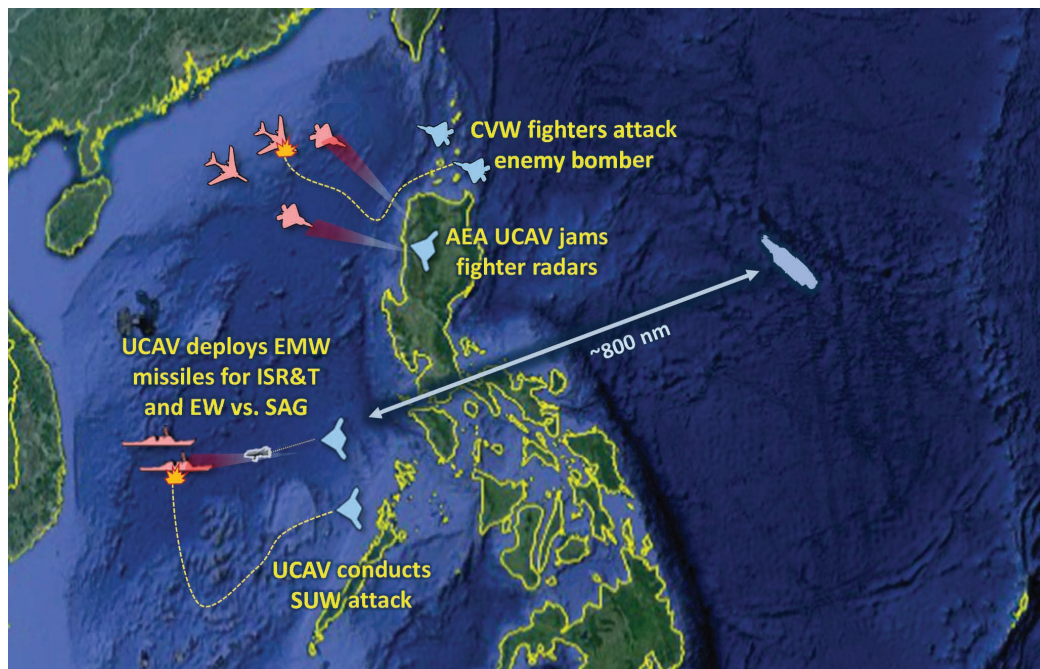 CVW fighters attack
enemy bomber
AEA UCAV jams
fighter radars
~800 nm
UCAV deploys EMW
missiles for ISR&T
and EW vs. SAG
UCAV conducts
SUW attack